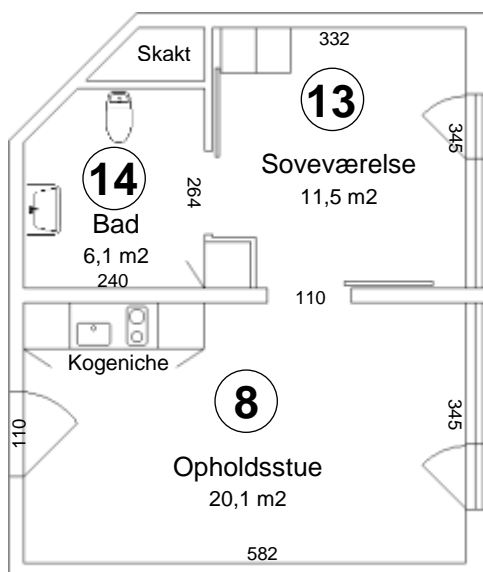 Skakt
332
13
345
Soveværelse
11,5 m2
14
264
Bad
6,1 m2
240
110
Kogeniche
8
110
345
Opholdsstue
20,1 m2
582